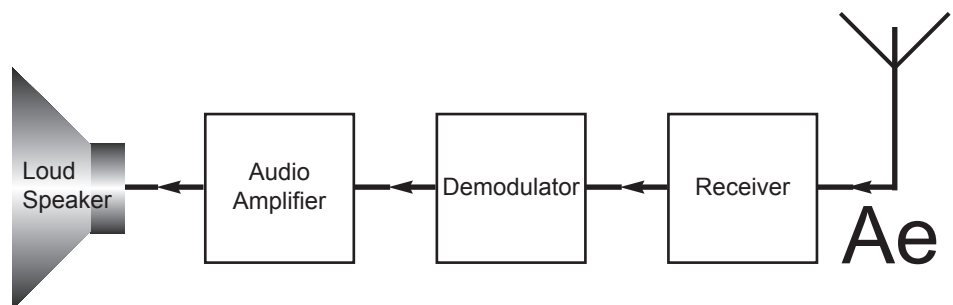 Loud
Speaker
Audio
Amplifier
Demodulator
Receiver
Ae